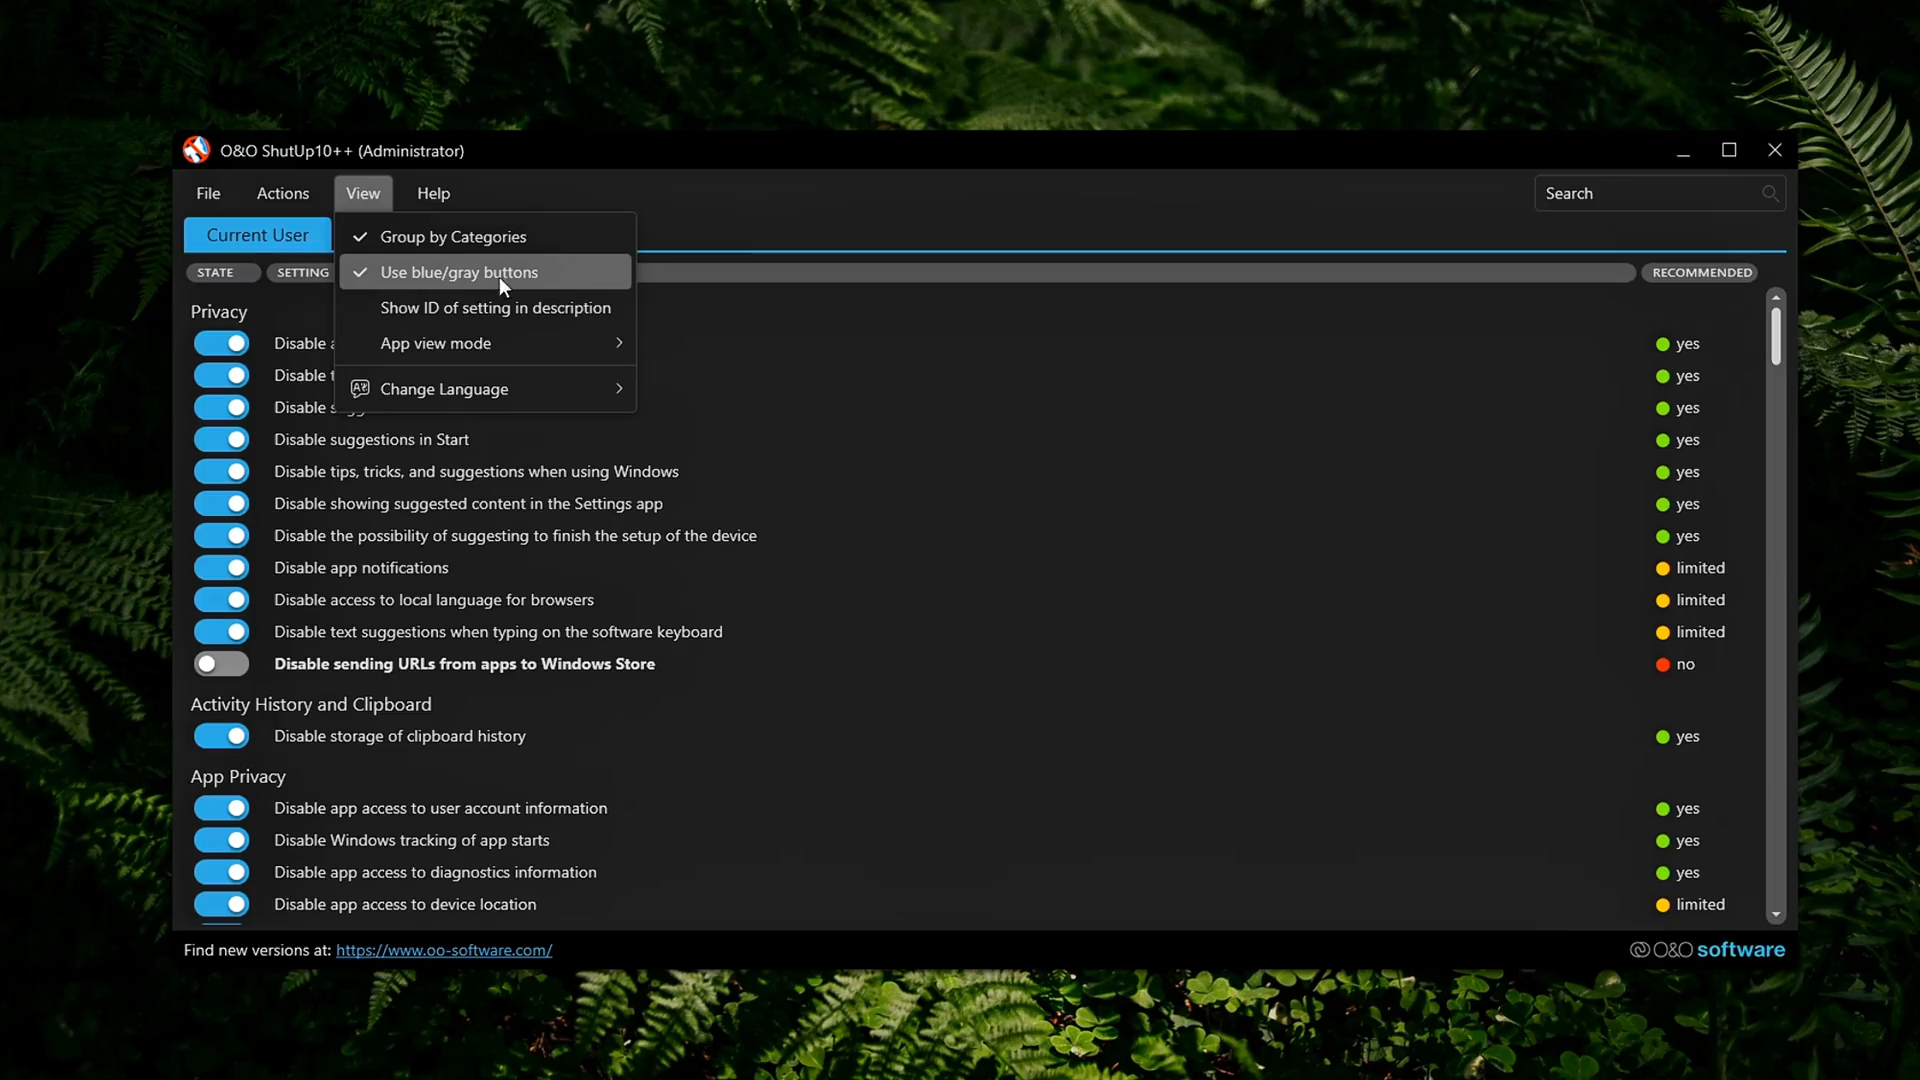 O&O ShutUp10++ (Administrator)
File Actions View Help
Search
Current User
Group by Categories
STATE SETTING
Use blue/gray buttons
RECOMMENDED
Show ID of setting in description
Privacy
App view mode
Disable
yes
Disable
yes
Change Language
Disable
yes
Disable suggestions in Start
yes
Disable tips, tricks, and suggestions when using Windows
yes
Disable showing suggested content in the Settings app
yes
Disable the possibility of suggesting to finish the setup of the device
yes
Disable app notifications
limited
Disable access to local language for browsers
limited
Disable text suggestions when typing on the software keyboard
limited
Disable sending URLs from apps to Windows Store
no
Activity History and Clipboard
Disable storage of clipboard history
yes
App Privacy
Disable app access to user account information
yes
Disable Windows tracking of app starts
yes
Disable app access to diagnostics information
yes
Disable app access to device location
limited
Find new versions at: https://www.oo-software.com/
O&O software